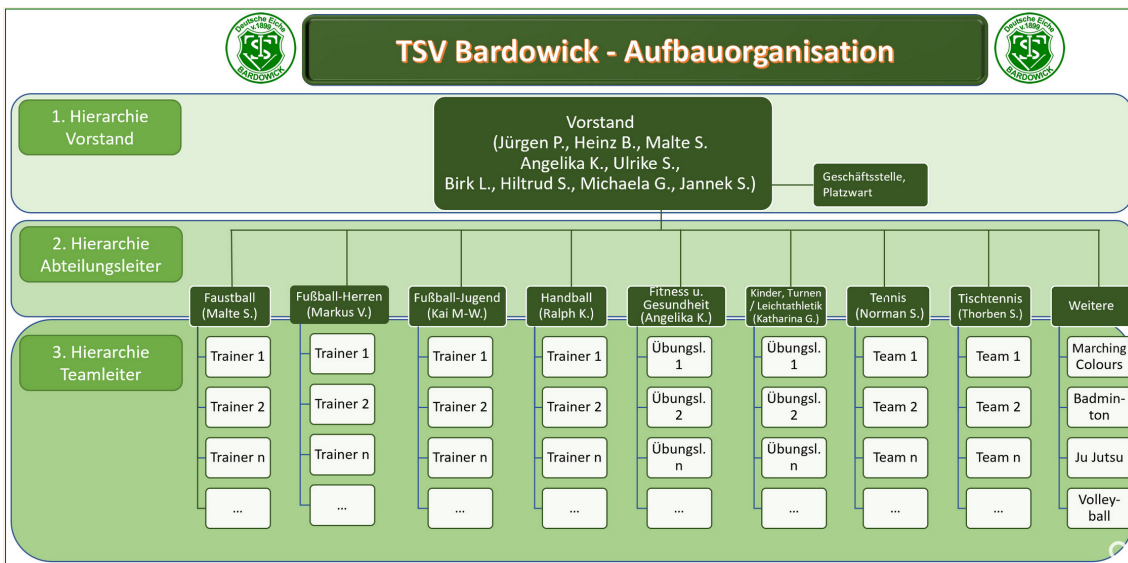 Deutsche Eiche
v.1899
BARDOWICK
TSV Bardowick - Aufbauorganisation
Deutsche Eiche
v.1899
BARDOWICK
1. Hierarchie
Vorstand
Vorstand
(Jürgen P., Heinz B., Malte S.
Angelika K., Ulrike S.,
Birk L., Hiltrud S., Michaela G., Jannek S.)
Geschäftsstelle,
Platzwart
2. Hierarchie
Abteilungsleiter
Faustball
(Malte S.)
Fußball-Herren
(Markus V.)
Fußball-Jugend
(Kai M-W.)
Handball
(Ralph K.)
Fitness u.
Gesundheit
(Angelika K.)
Kinder, Turnen
/ Leichtathletik
(Katharina G.)
Tennis
(Norman S.)
Tischtennis
(Thorben S.)
Weitere
3. Hierarchie
Teamleiter
Trainer 1
Trainer 2
Trainer n
...
Trainer 1
Trainer 2
Trainer n
...
Trainer 1
Trainer 2
Trainer n
...
Trainer 1
Trainer 2
Trainer n
...
Übungsl.
1
Übungsl.
2
Übungsl.
n
...
Übungsl.
1
Übungsl.
2
Übungsl.
n
...
Team 1
Team 2
Team n
...
Team 1
Team 2
Team n
...
Marching
Colours
Badmin-
ton
Ju Jutsu
Volley-
ball